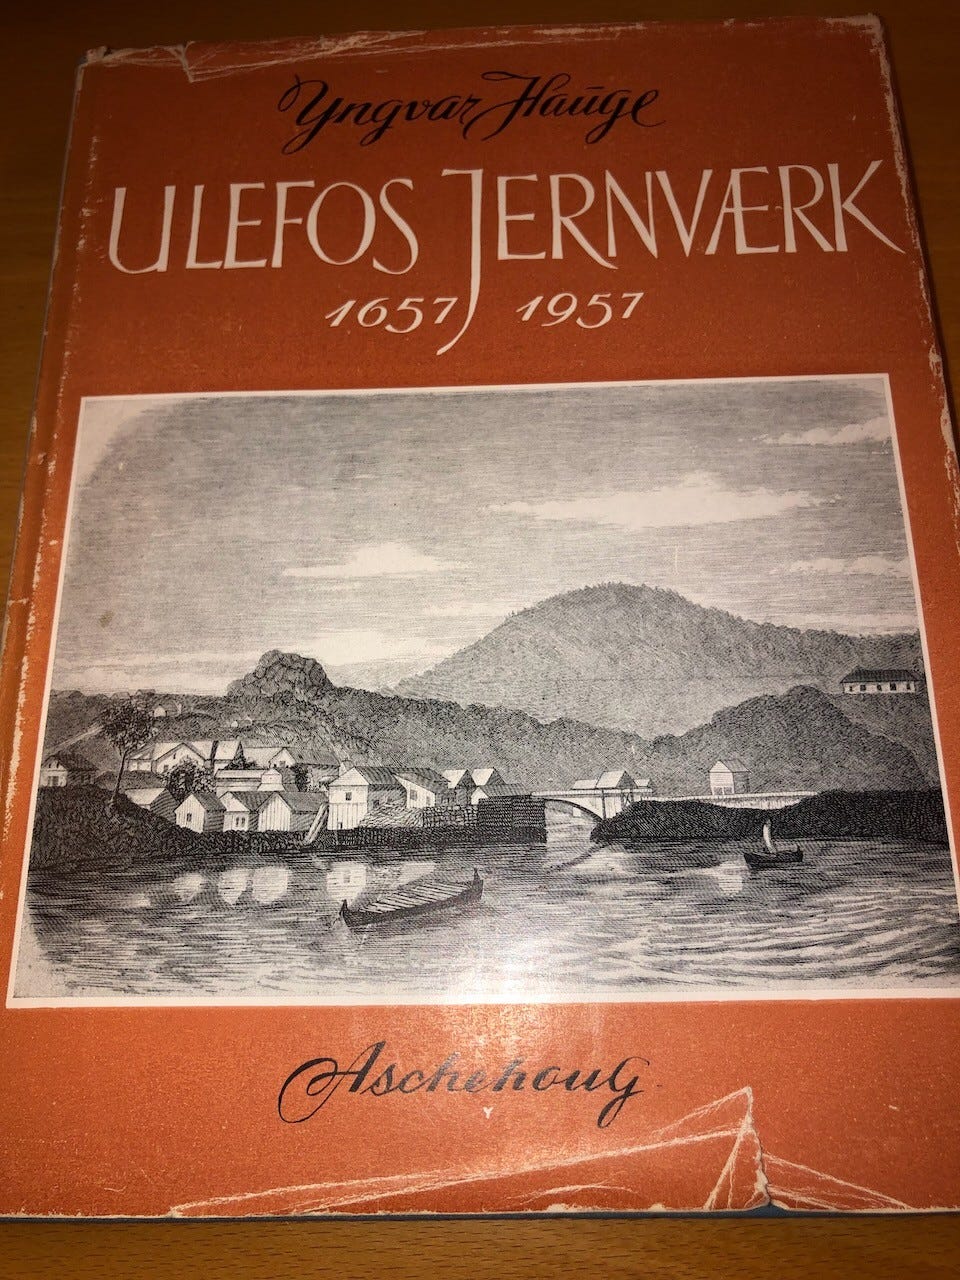 Yngvar Hauge
ULEFOS JERNVÆRK
1657 1957
Aschehoug